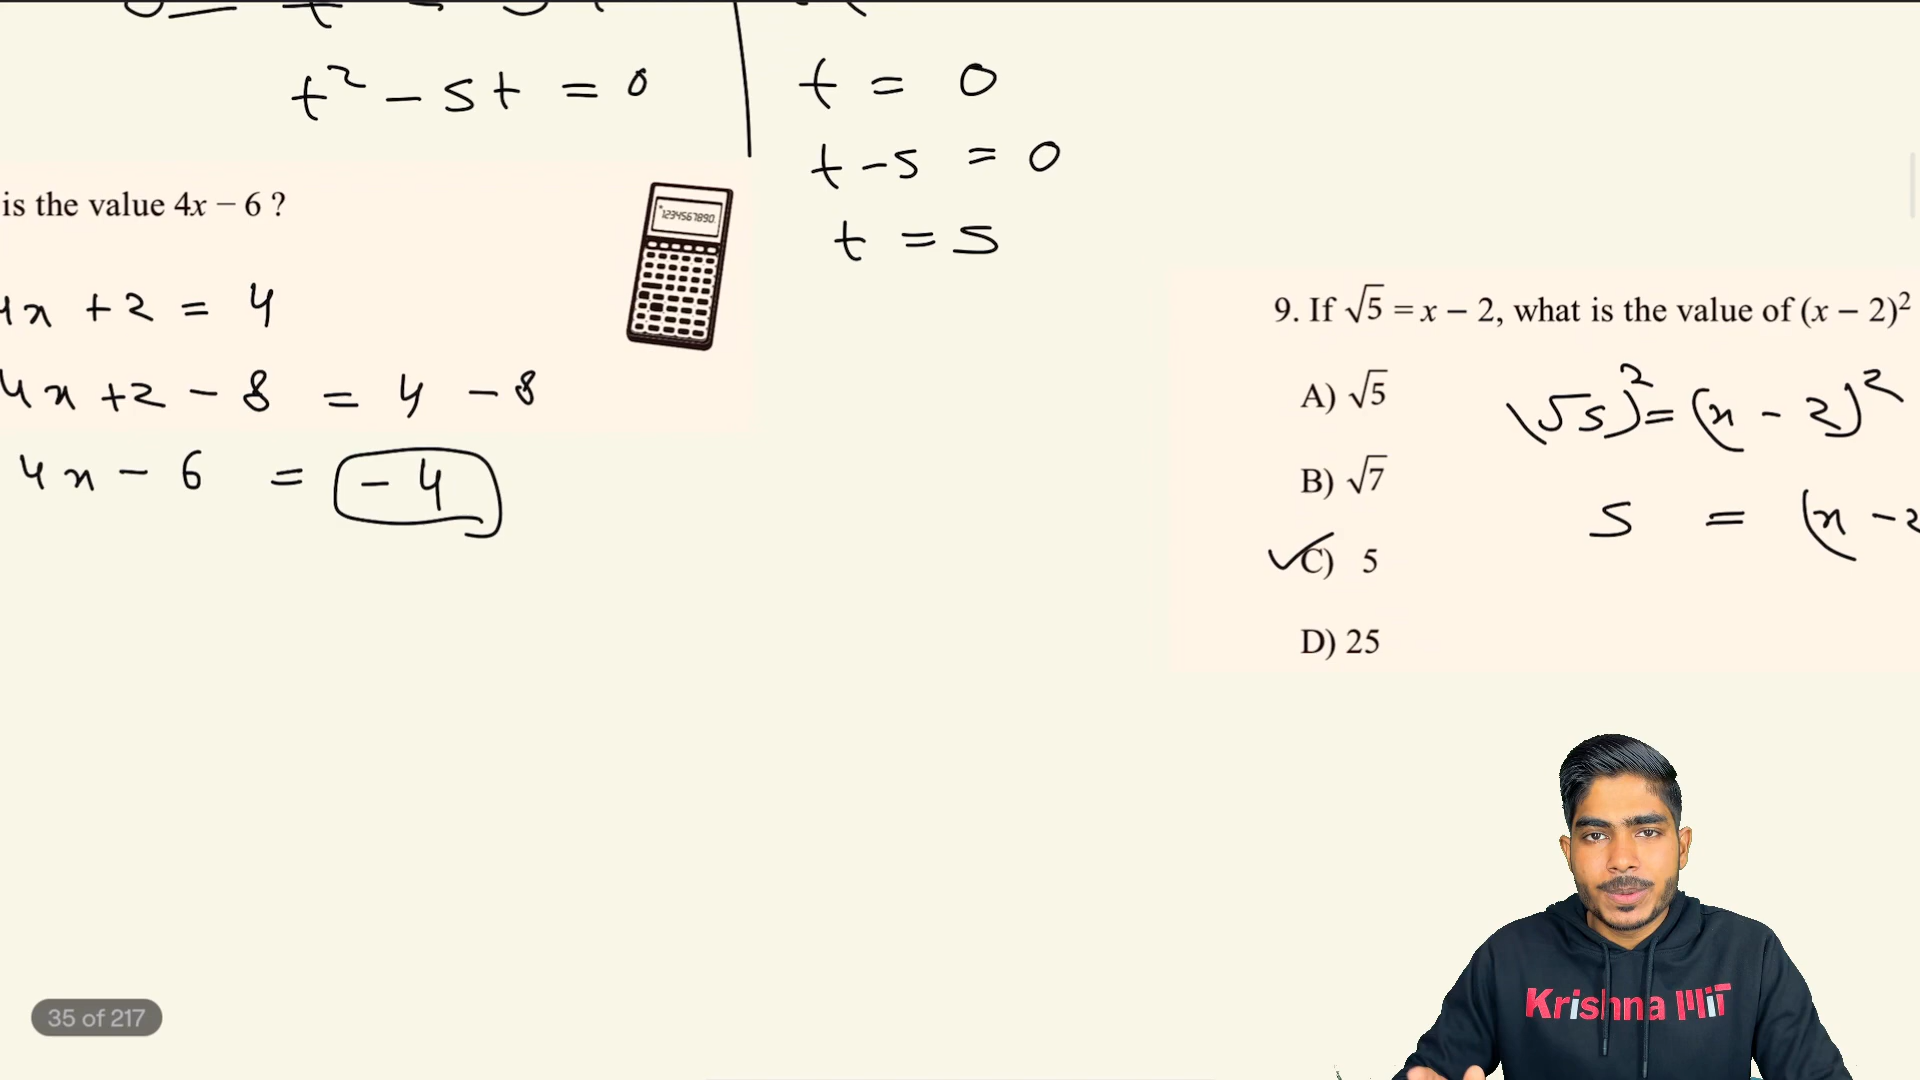 t² - 5t = 0
t = 0
t - 5 = 0
t = 5
is the value 4x − 6 ?
1234567890
4x + 2 = 4
4x + 2 - 8 = 4 - 8
4x - 6 = -4
9. If √5 = x − 2, what is the value of (x − 2)²
A) √5
B) √7
C) 5
D) 25
(√5)² = (x - 2)²
5 = (x - 2
35 of 217
Krishna MIT